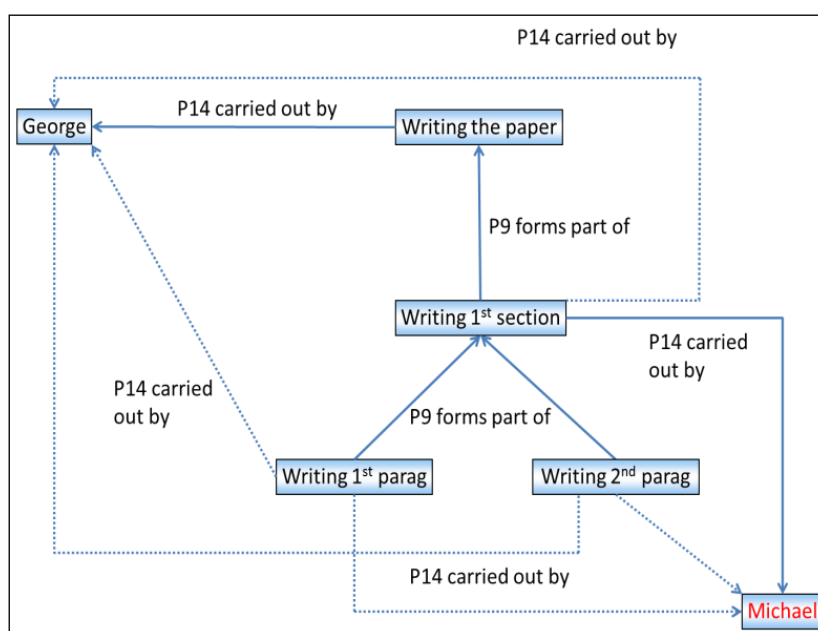 P14 carried out by
P14 carried out by
George
Writing the paper
P9 forms part of
Writing 1st section
P14 carried
out by
P14 carried
out by
P9 forms part of
Writing 1st parag
Writing 2nd parag
P14 carried out by
Michael